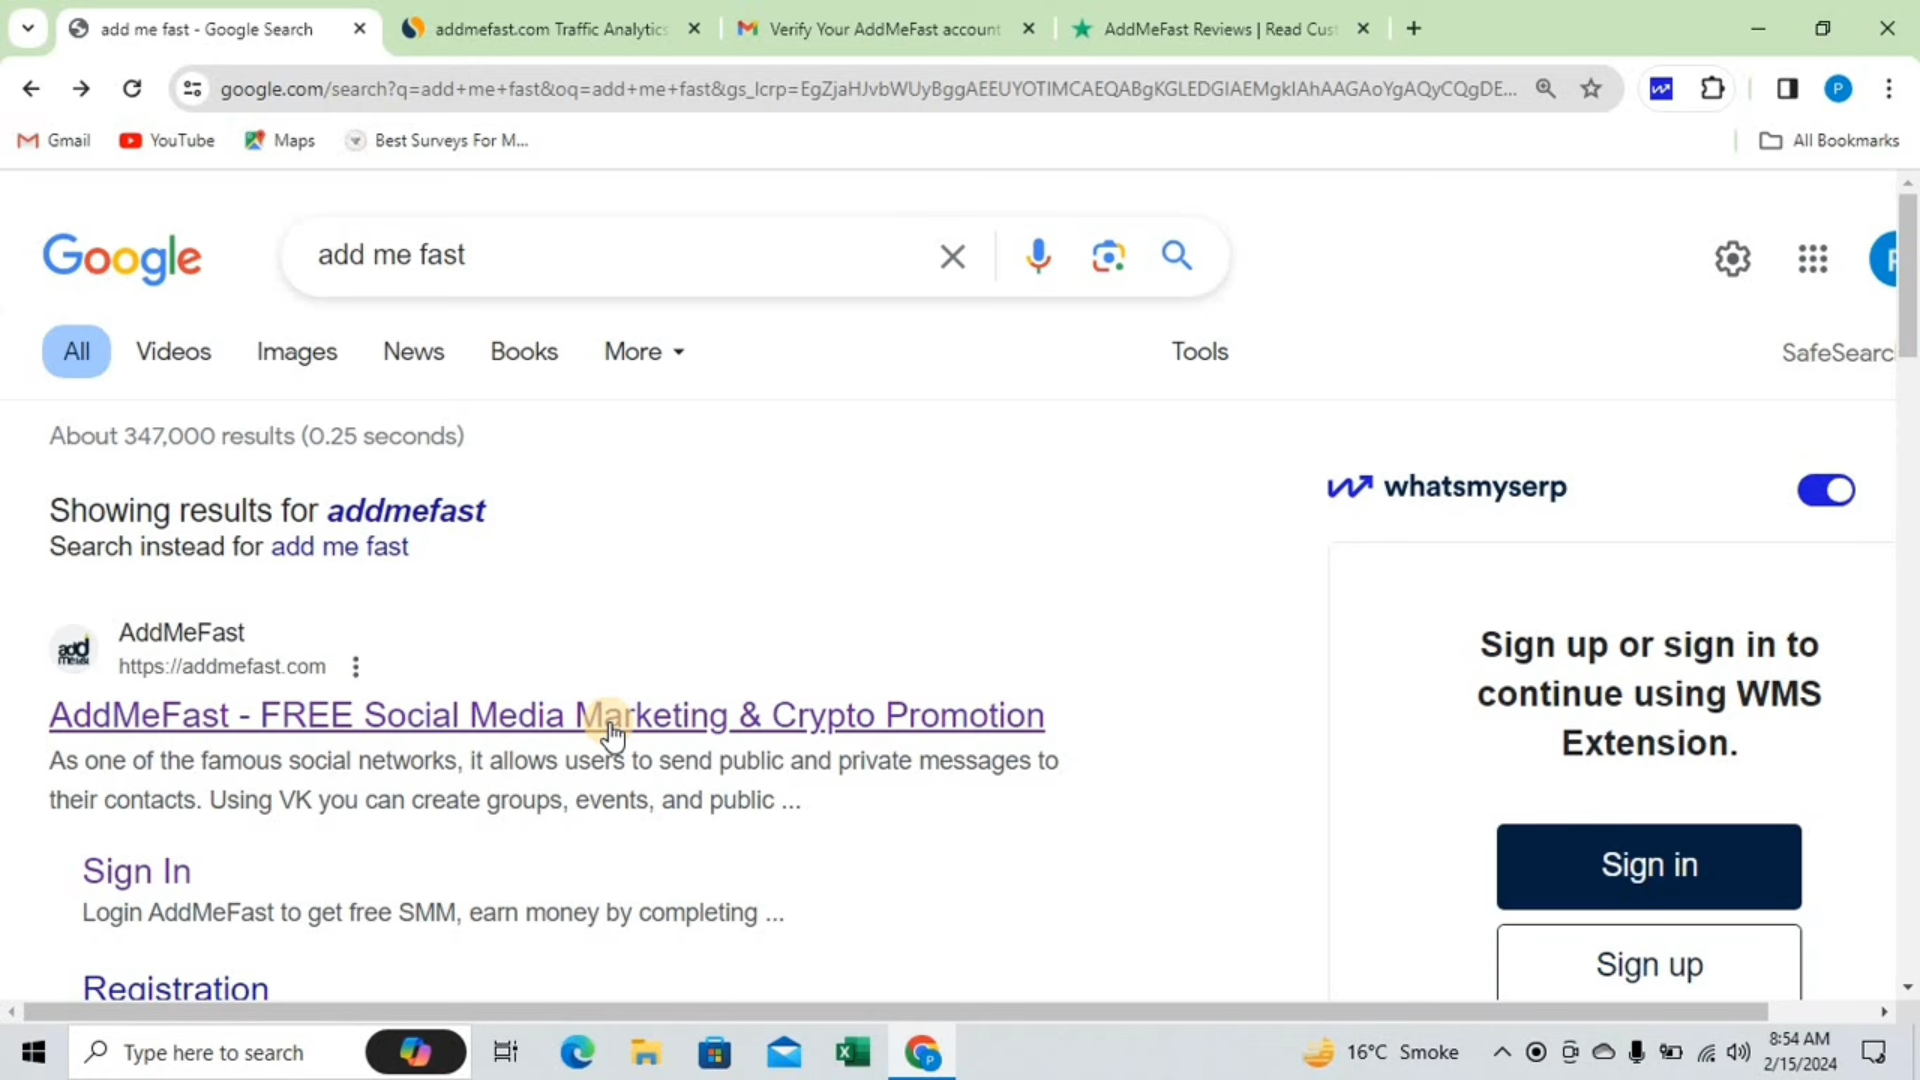 add me fast - Google Search
addmefast.com Traffic Analytics
Verify Your AddMeFast account
AddMeFast Reviews | Read Cust
google.com/search?q=add+me+fast&oq=add+me+fast&gs_lcrp=EgZjaHJvbWUyBggAEEUYOTIMCAEQABgKGLEDGIAEMgkIAhAAGAoYgAQyCQgDE...
P
Gmail
YouTube
Maps
Best Surveys For M...
All Bookmarks
Google
add me fast
All
Videos
Images
News
Books
More
Tools
SafeSearc
About 347,000 results (0.25 seconds)
whatsmyserp
Showing results for addmefast
Search instead for add me fast
add me fast
AddMeFast
https://addmefast.com
AddMeFast - FREE Social Media Marketing & Crypto Promotion
As one of the famous social networks, it allows users to send public and private messages to
their contacts. Using VK you can create groups, events, and public ...
Sign In
Login AddMeFast to get free SMM, earn money by completing ...
Registration
Sign up or sign in to
continue using WMS
Extension.
Sign in
Sign up
Type here to search
16°C Smoke
8:54 AM
2/15/2024